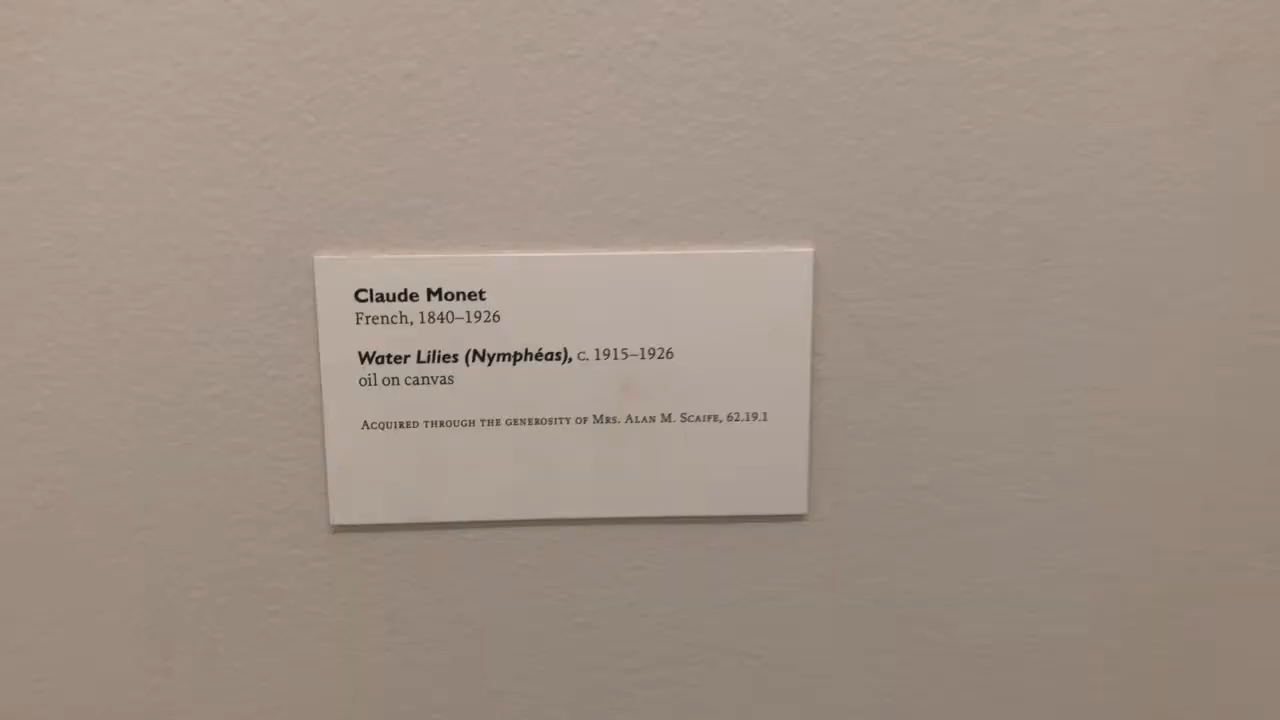 Claude Monet
French, 1840–1926
Water Lilies (Nymphéas), c. 1915–1926
oil on canvas
Acquired through the generosity of Mrs. Alan M. Scaife, 62.19.1